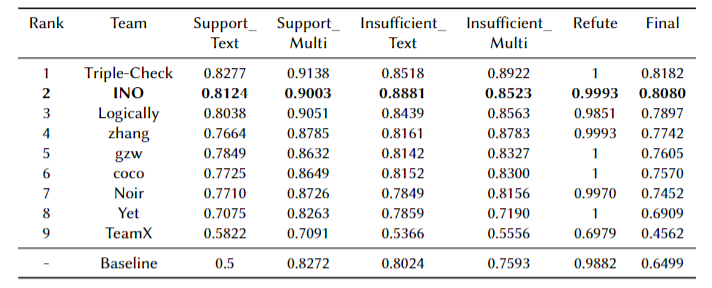 Rank Team Support_ Support_ Insufficient_ Insufficient_ Refute Final
Text Multi Text Multi
1 Triple-Check 0.8277 0.9138 0.8518 0.8922 1 0.8182
2 INO 0.8124 0.9003 0.8881 0.8523 0.9993 0.8080
3 Logically 0.8038 0.9051 0.8439 0.8563 0.9851 0.7897
4 zhang 0.7664 0.8785 0.8161 0.8783 0.9993 0.7742
5 gzw 0.7849 0.8632 0.8142 0.8327 1 0.7605
6 coco 0.7725 0.8649 0.8152 0.8300 1 0.7570
7 Noir 0.7710 0.8726 0.7849 0.8156 0.9970 0.7452
8 Yet 0.7075 0.8263 0.7859 0.7190 1 0.6909
9 TeamX 0.5822 0.7091 0.5366 0.5556 0.6979 0.4562
- Baseline 0.5 0.8272 0.8024 0.7593 0.9882 0.6499